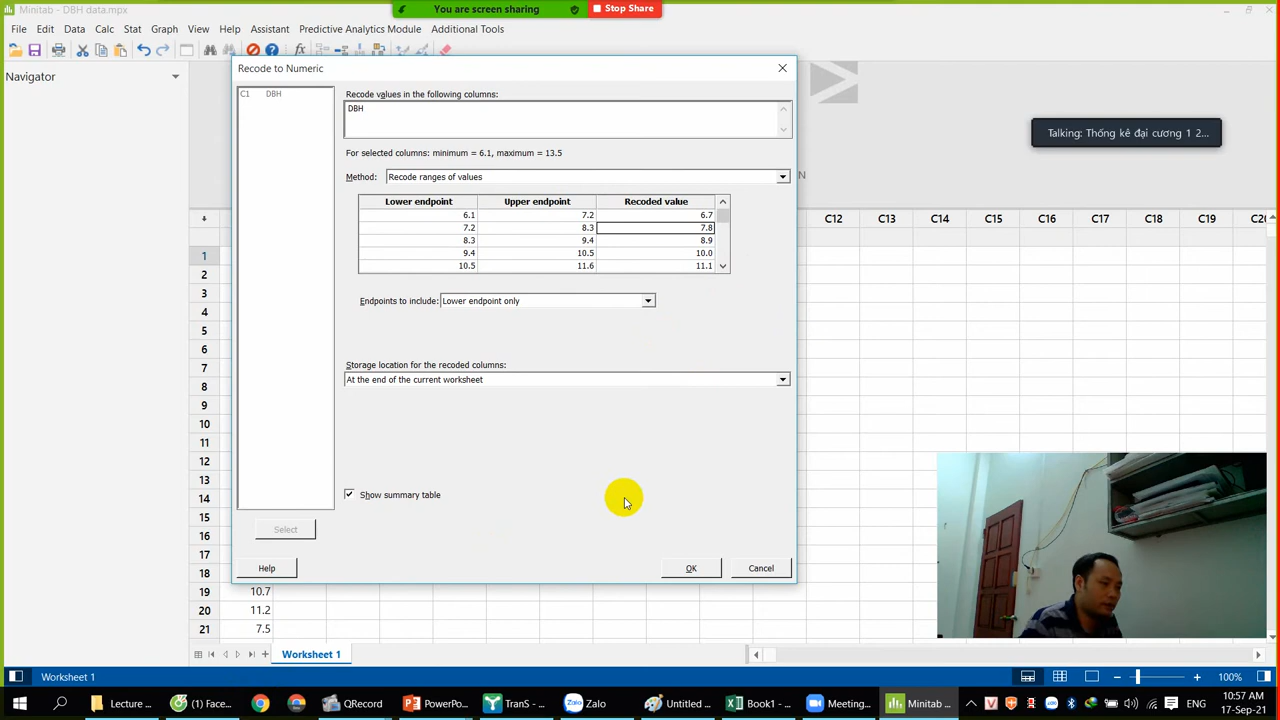 Minitab - DBH data.mpx
You are screen sharing
Stop Share
File Edit Data Calc Stat Graph View Help Assistant Predictive Analytics Module Additional Tools
Navigator
Recode to Numeric
C1 DBH
Recode values in the following columns:
DBH
For selected columns: minimum = 6.1, maximum = 13.5
Method: Recode ranges of values
Lower endpoint Upper endpoint Recoded value
6.1 7.2 6.7
7.2 8.3 7.8
8.3 9.4 8.9
9.4 10.5 10.0
10.5 11.6 11.1
Endpoints to include: Lower endpoint only
Storage location for the recoded columns:
At the end of the current worksheet
Show summary table
Select
Help OK Cancel
Talking: Thống kê đại cương 1 2...
N
C12 C13 C14 C15 C16 C17 C18 C19 C20
1
2
3
4
5
6
7
8
9
10
11
12
13
14
15
16
17
18
19 10.7
20 11.2
21 7.5
Worksheet 1
Worksheet 1
100%
Lecture ... (1) Face... QRecord PowerPo... TranS - ... Zalo Untitled ... Book1 - ... Meeting... Minitab ...
ENG
10:57 AM
17-Sep-21